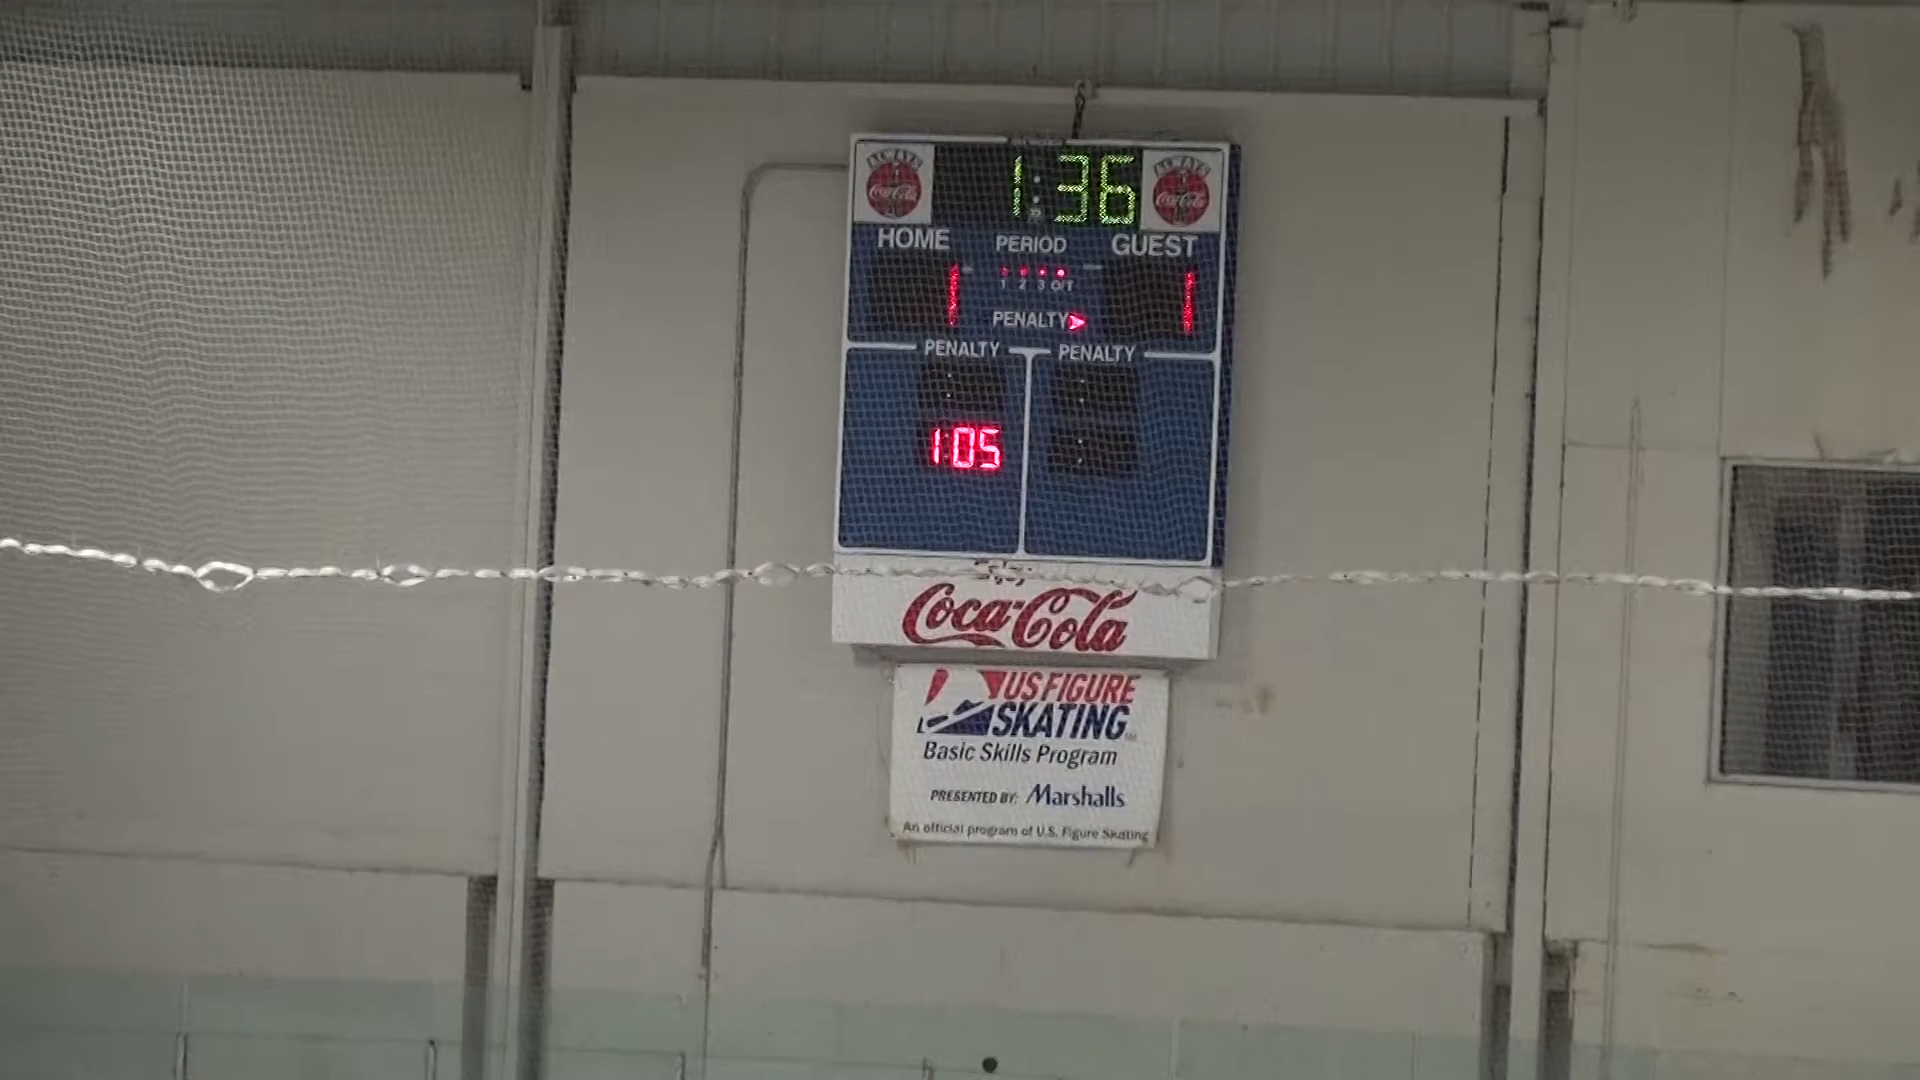 1:36
HOME PERIOD GUEST
1 1
1 2 3 O/T
PENALTY
PENALTY PENALTY
1:05
Coca-Cola
US FIGURE
SKATING
Basic Skills Program
PRESENTED BY: Marshalls
An official program of U.S. Figure Skating